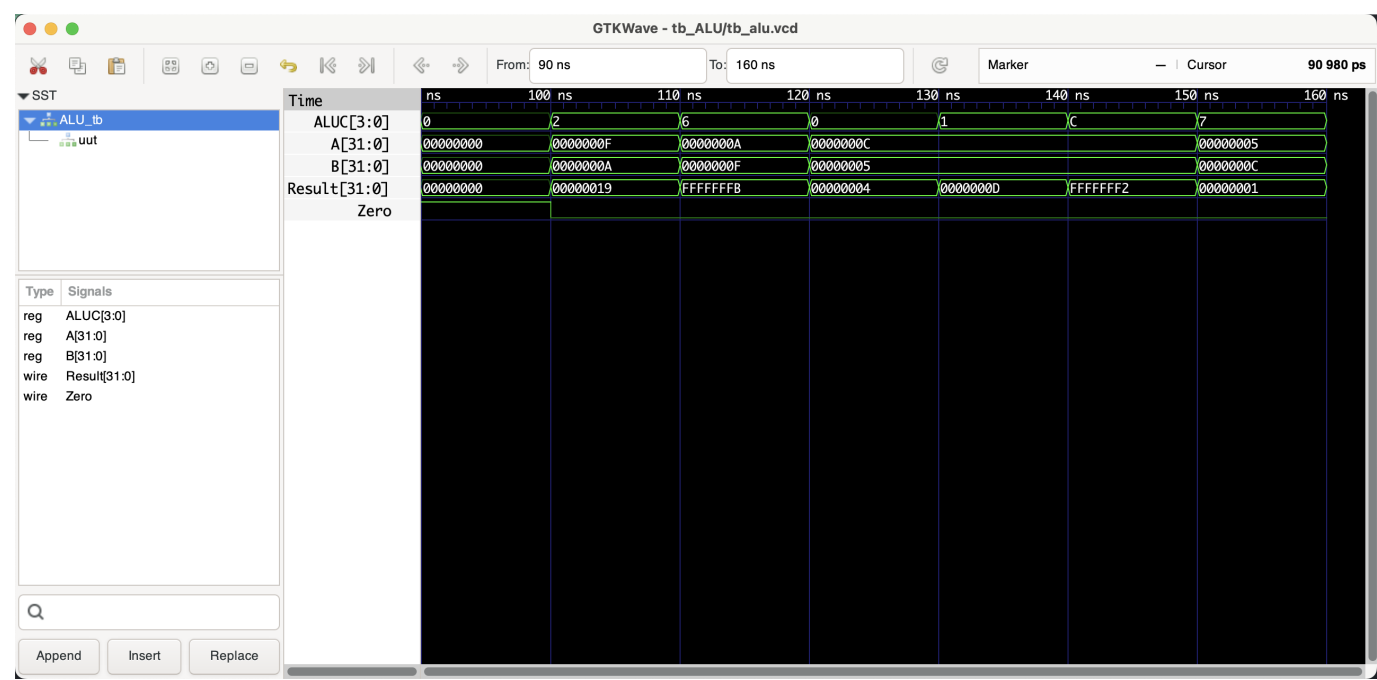 GTKWave - tb_ALU/tb_alu.vcd
From: 90 ns To: 160 ns Marker — | Cursor 90 980 ps
SST
ALU_tb
uut
Type Signals
reg ALUC[3:0]
reg A[31:0]
reg B[31:0]
wire Result[31:0]
wire Zero
Append Insert Replace
Time ns 100 ns 110 ns 120 ns 130 ns 140 ns 150 ns 160 ns
ALUC[3:0] 0 2 6 0 1 C 7
A[31:0] 00000000 0000000F 0000000A 0000000C 00000005
B[31:0] 00000000 0000000A 0000000F 00000005 0000000C
Result[31:0] 00000000 00000019 FFFFFFFB 00000004 0000000D FFFFFFF2 00000001
Zero